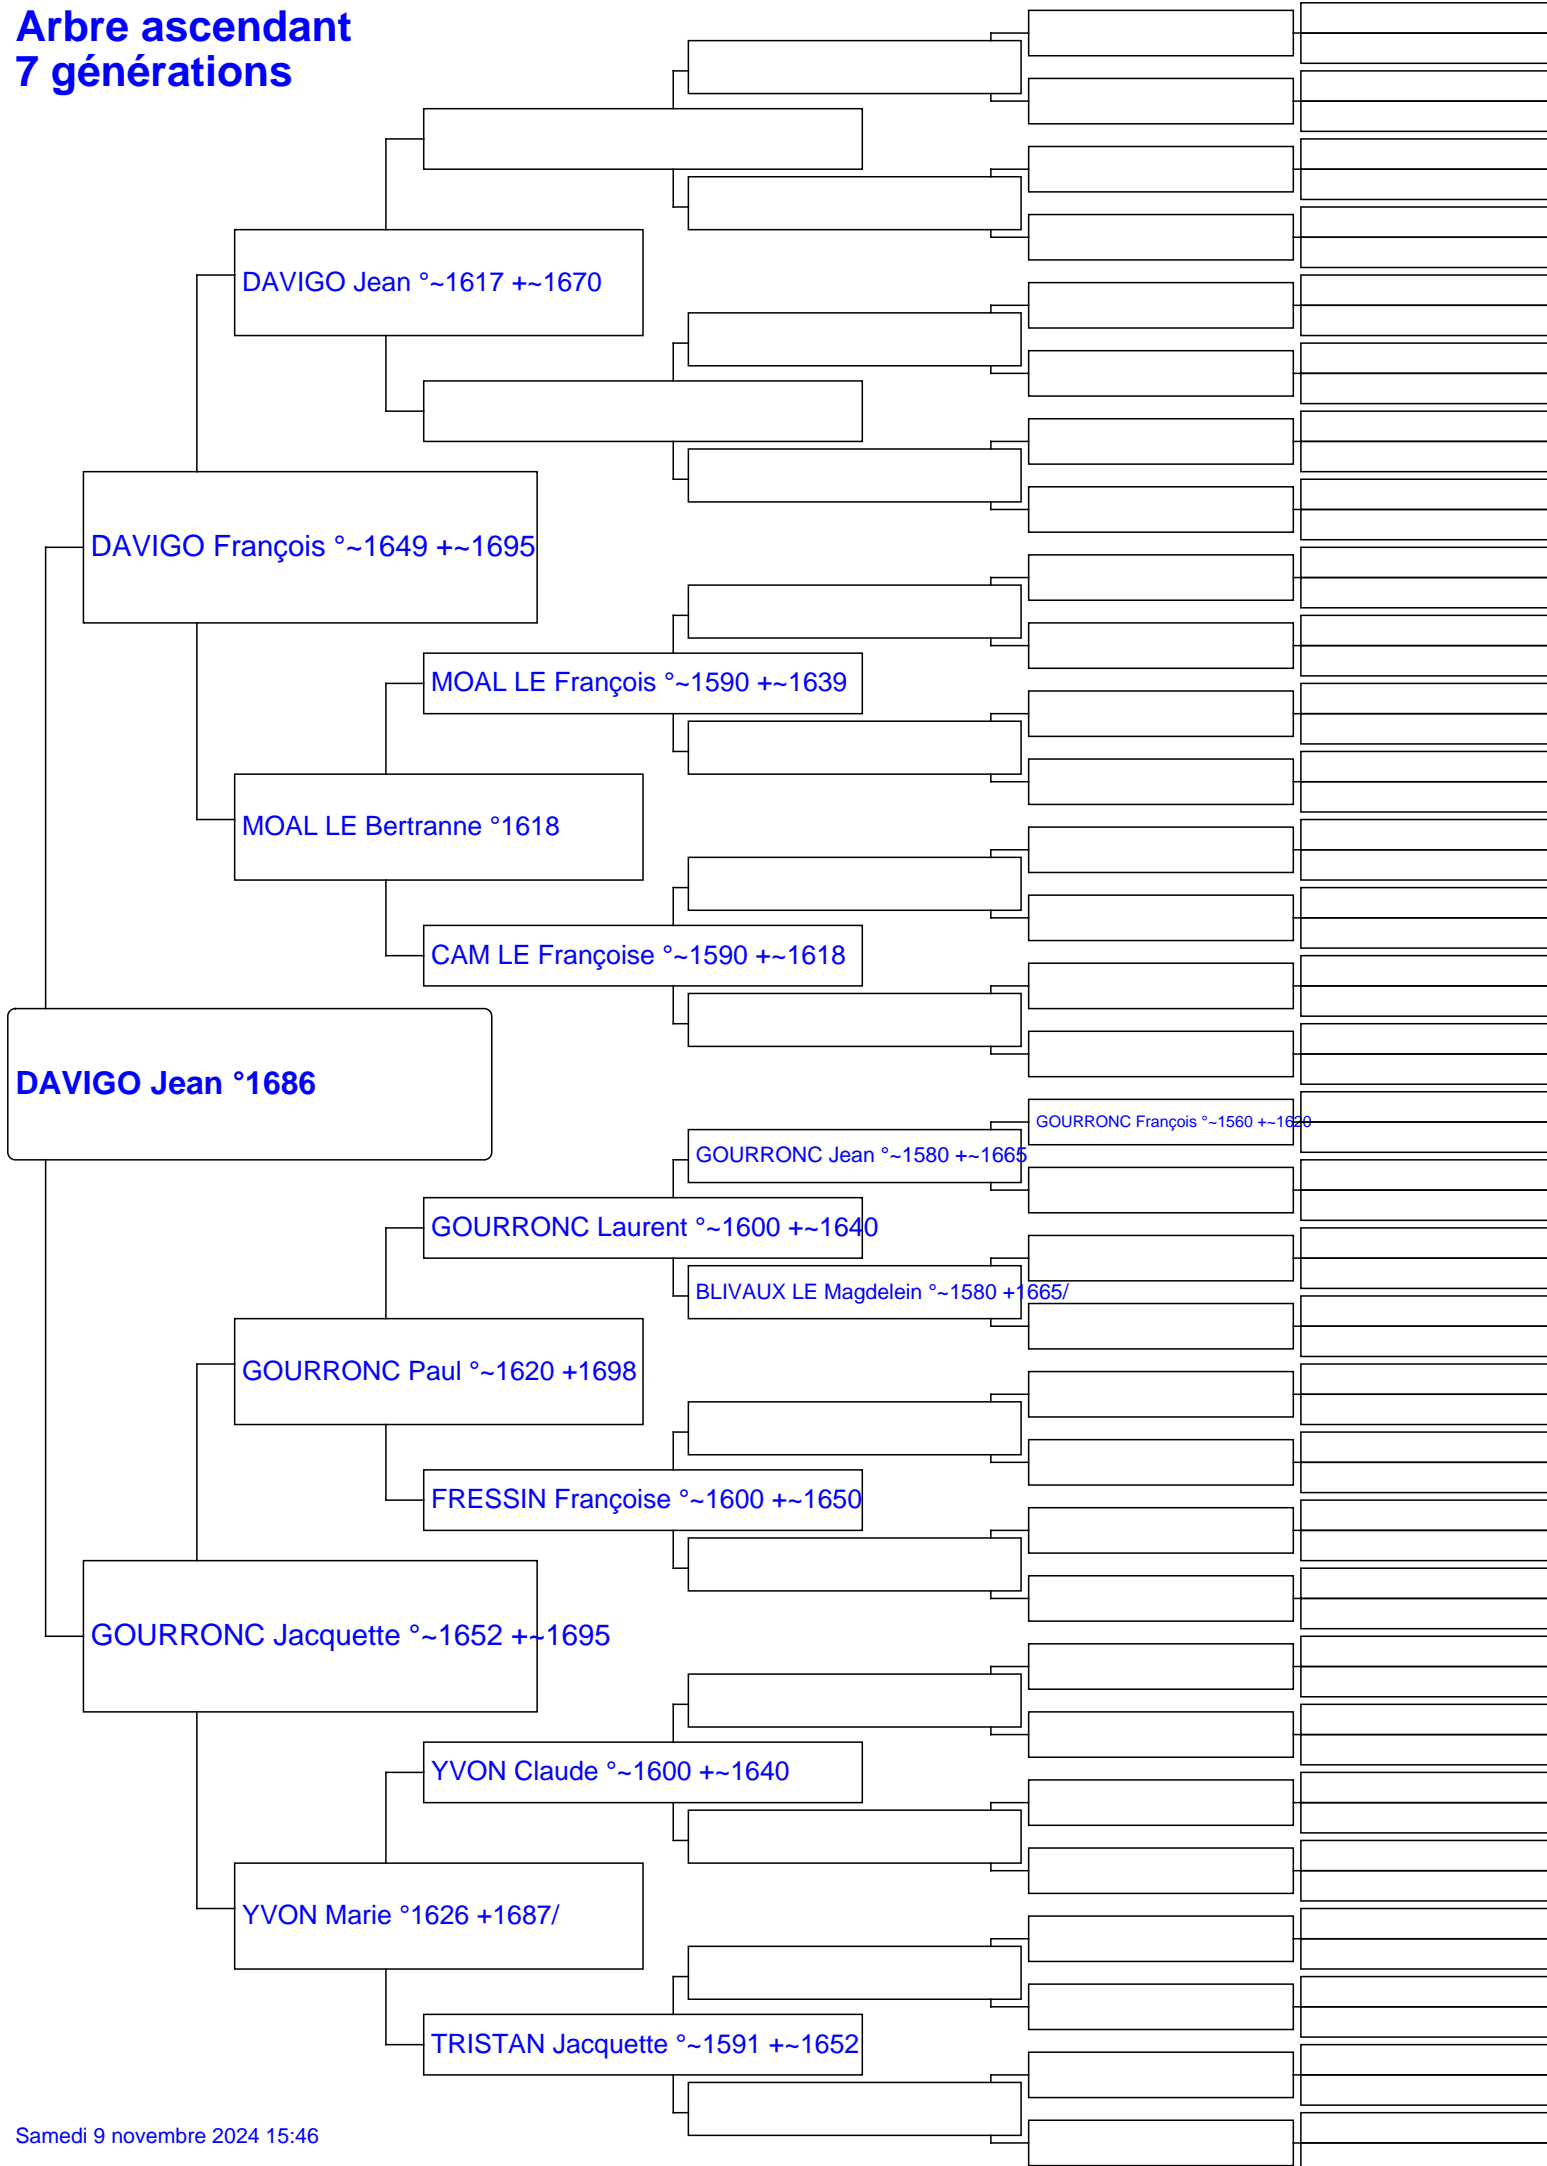 Arbre ascendant
7 générations
DAVIGO Jean °~1617 +~1670
DAVIGO François °~1649 +~1695
MOAL LE François °~1590 +~1639
MOAL LE Bertranne °1618
CAM LE Françoise °~1590 +~1618
DAVIGO Jean °1686
GOURRONC François °~1560 +~1620
GOURRONC Jean °~1580 +~1665
GOURRONC Laurent °~1600 +~1640
BLIVAUX LE Magdelein °~1580 +1665/
GOURRONC Paul °~1620 +1698
FRESSIN Françoise °~1600 +~1650
GOURRONC Jacquette °~1652 +~1695
YVON Claude °~1600 +~1640
YVON Marie °1626 +1687/
TRISTAN Jacquette °~1591 +~1652
Samedi 9 novembre 2024 15:46